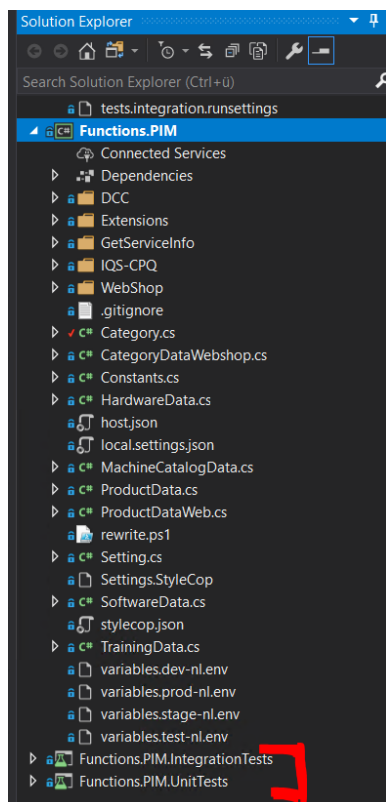 Solution Explorer
Search Solution Explorer (Ctrl+ü)
tests.integration.runsettings
C# Functions.PIM
Connected Services
Dependencies
DCC
Extensions
GetServiceInfo
IQS-CPQ
WebShop
.gitignore
C# Category.cs
C# CategoryDataWebshop.cs
C# Constants.cs
C# HardwareData.cs
host.json
local.settings.json
C# MachineCatalogData.cs
C# ProductData.cs
C# ProductDataWeb.cs
rewrite.ps1
C# Setting.cs
Settings.StyleCop
C# SoftwareData.cs
stylecop.json
C# TrainingData.cs
variables.dev-nl.env
variables.prod-nl.env
variables.stage-nl.env
variables.test-nl.env
Functions.PIM.IntegrationTests
Functions.PIM.UnitTests